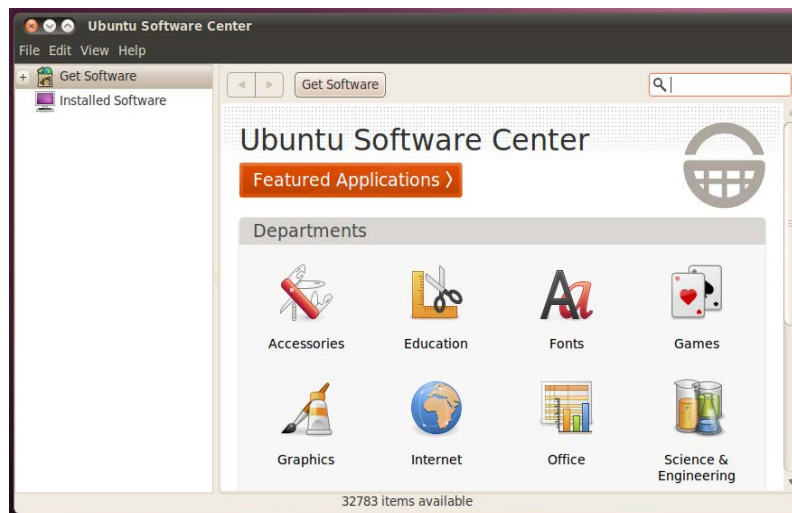 Ubuntu Software Center
File Edit View Help
Get Software
Installed Software
Get Software
Ubuntu Software Center
Featured Applications 〉
Departments
Accessories Education Fonts Games
Graphics Internet Office Science &
Engineering
32783 items available